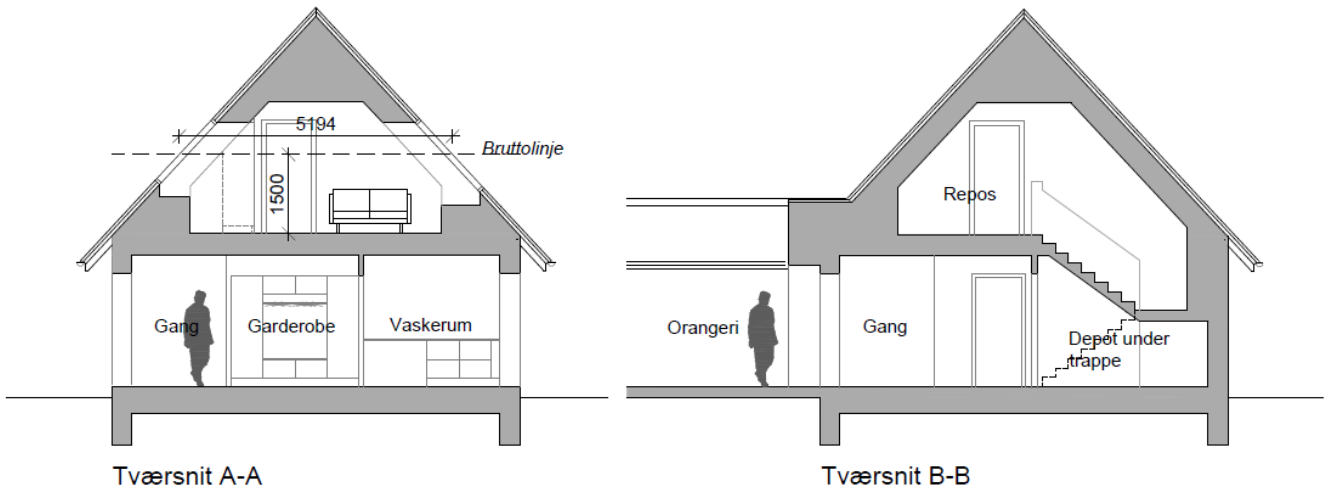 5194
Bruttolinje
1500
Gang
Garderobe
Vaskerum
Tværsnit A-A
Repos
Orangeri
Gang
Depot under
trappe
Tværsnit B-B